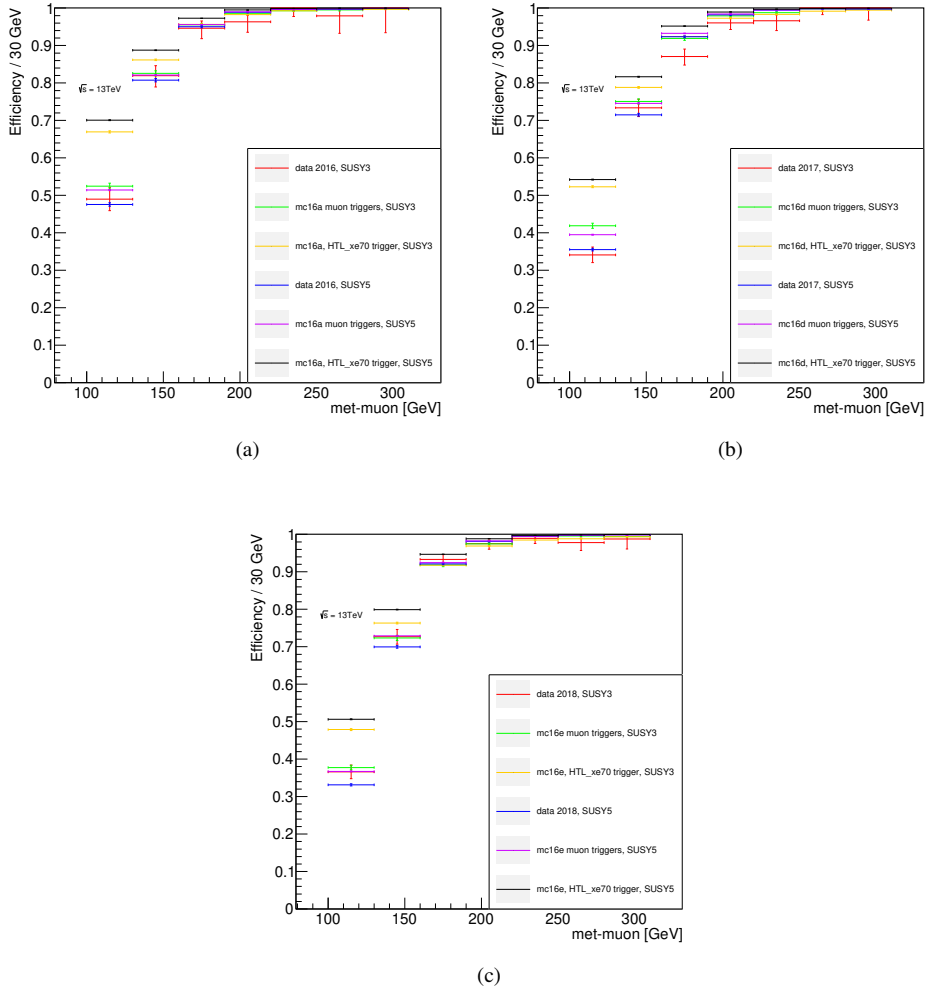 Efficiency / 30 GeV
1
0.9
0.8
0.7
0.6
0.5
0.4
0.3
0.2
0.1
0
√s = 13TeV
data 2016, SUSY3
mc16a muon triggers, SUSY3
mc16a, HTL_xe70 trigger, SUSY3
data 2016, SUSY5
mc16a muon triggers, SUSY5
mc16a, HTL_xe70 trigger, SUSY5
100 150 200 250 300
met-muon [GeV]
(a)
Efficiency / 30 GeV
1
0.9
0.8
0.7
0.6
0.5
0.4
0.3
0.2
0.1
0
√s = 13TeV
data 2017, SUSY3
mc16d muon triggers, SUSY3
mc16d, HTL_xe70 trigger, SUSY3
data 2017, SUSY5
mc16d muon triggers, SUSY5
mc16d, HTL_xe70 trigger, SUSY5
100 150 200 250 300
met-muon [GeV]
(b)
Efficiency / 30 GeV
1
0.9
0.8
0.7
0.6
0.5
0.4
0.3
0.2
0.1
0
√s = 13TeV
data 2018, SUSY3
mc16e muon triggers, SUSY3
mc16e, HTL_xe70 trigger, SUSY3
data 2018, SUSY5
mc16e muon triggers, SUSY5
mc16e, HTL_xe70 trigger, SUSY5
100 150 200 250 300
met-muon [GeV]
(c)